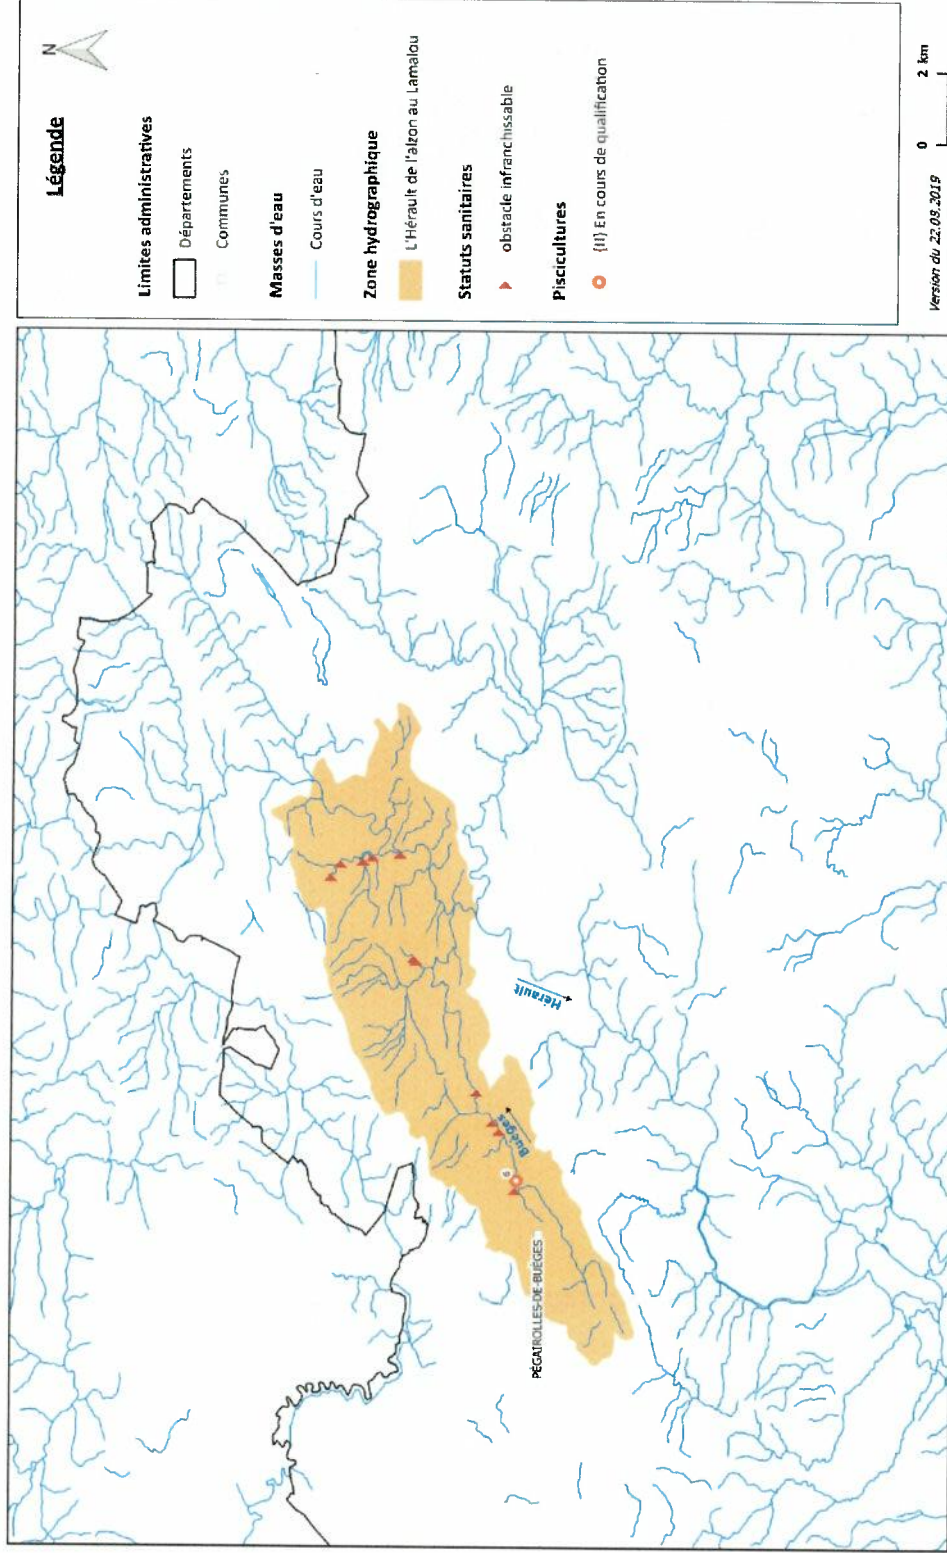 Légende
N
Limites administratives
Départements
Communes
Masses d'eau
Cours d'eau
Zone hydrographique
L'Hérault de l'alzon au Lamalou
Statuts sanitaires
obstacle infranchissable
Piscicultures
(II) En cours de qualification
0 2 km
Version du 22.08.2019
PÉGAIROLLES-DE-BUÈGES
6
Buèges
Hérault